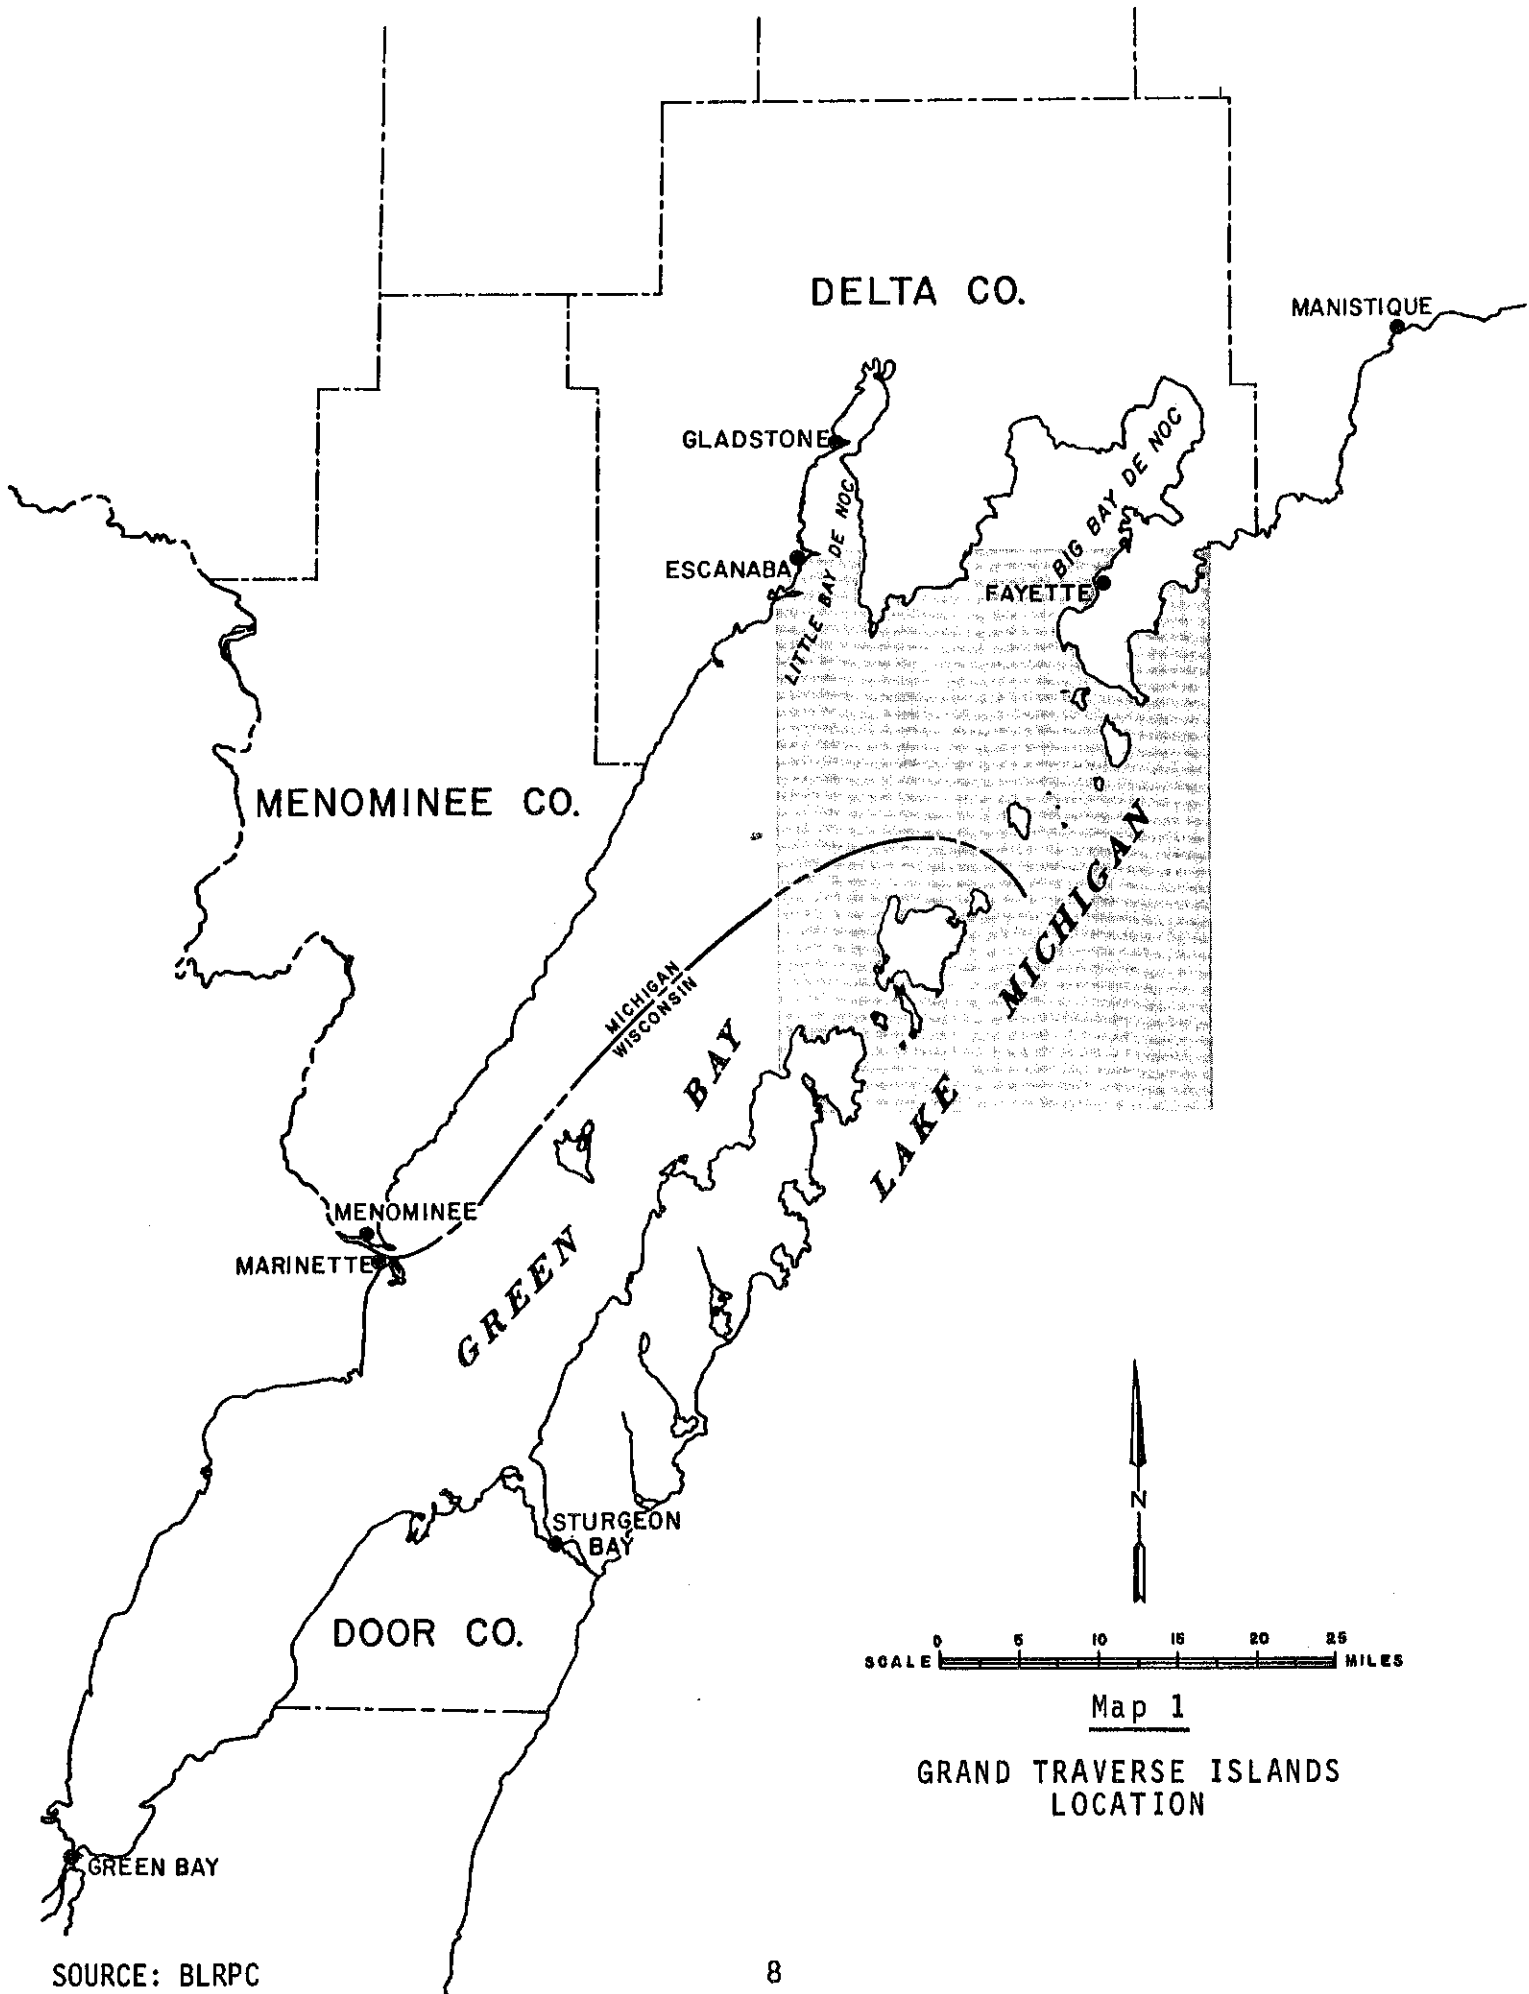 DELTA CO.
MANISTIQUE
GLADSTONE
BIG BAY DE NOC
LITTLE BAY DE NOC
ESCANABA
FAYETTE
MENOMINEE CO.
MICHIGAN
WISCONSIN
GREEN BAY
LAKE MICHIGAN
MENOMINEE
MARINETTE
STURGEON
BAY
N
DOOR CO.
0 5 10 15 20 25
SCALE MILES
Map 1
GRAND TRAVERSE ISLANDS
LOCATION
GREEN BAY
SOURCE: BLRPC
8